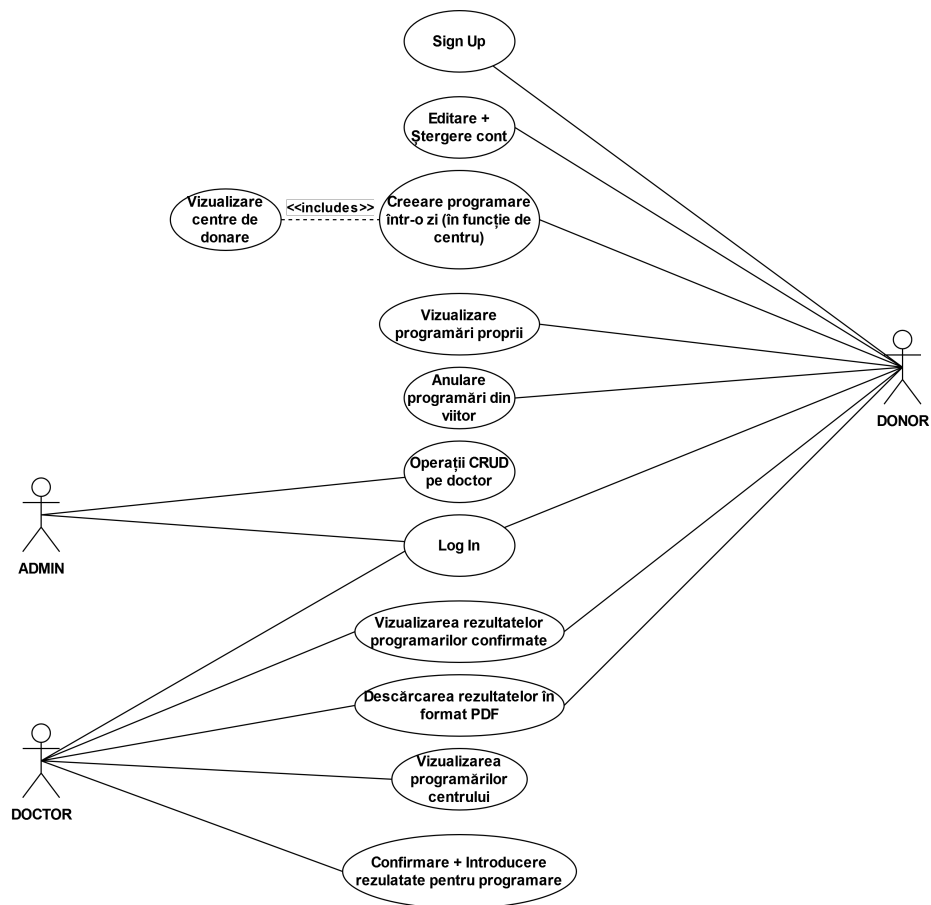 Sign Up
Editare +
Ștergere cont
Vizualizare
centre de
donare
<<includes>>
Creeare programare
într-o zi (în funcție de
centru)
Vizualizare
programări proprii
Anulare
programări din
viitor
DONOR
Operații CRUD
pe doctor
ADMIN
Log In
Vizualizarea rezultatelor
programarilor confirmate
Descărcarea rezultatelor în
format PDF
DOCTOR
Vizualizarea
programărilor
centrului
Confirmare + Introducere
rezulatate pentru programare